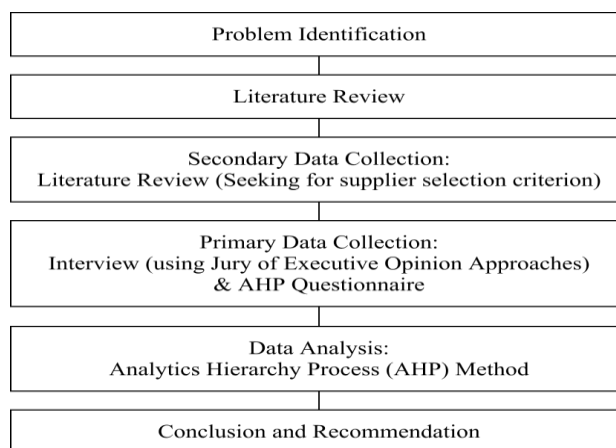 Problem Identification
Literature Review
Secondary Data Collection:
Literature Review (Seeking for supplier selection criterion)
Primary Data Collection:
Interview (using Jury of Executive Opinion Approaches)
& AHP Questionnaire
Data Analysis:
Analytics Hierarchy Process (AHP) Method
Conclusion and Recommendation